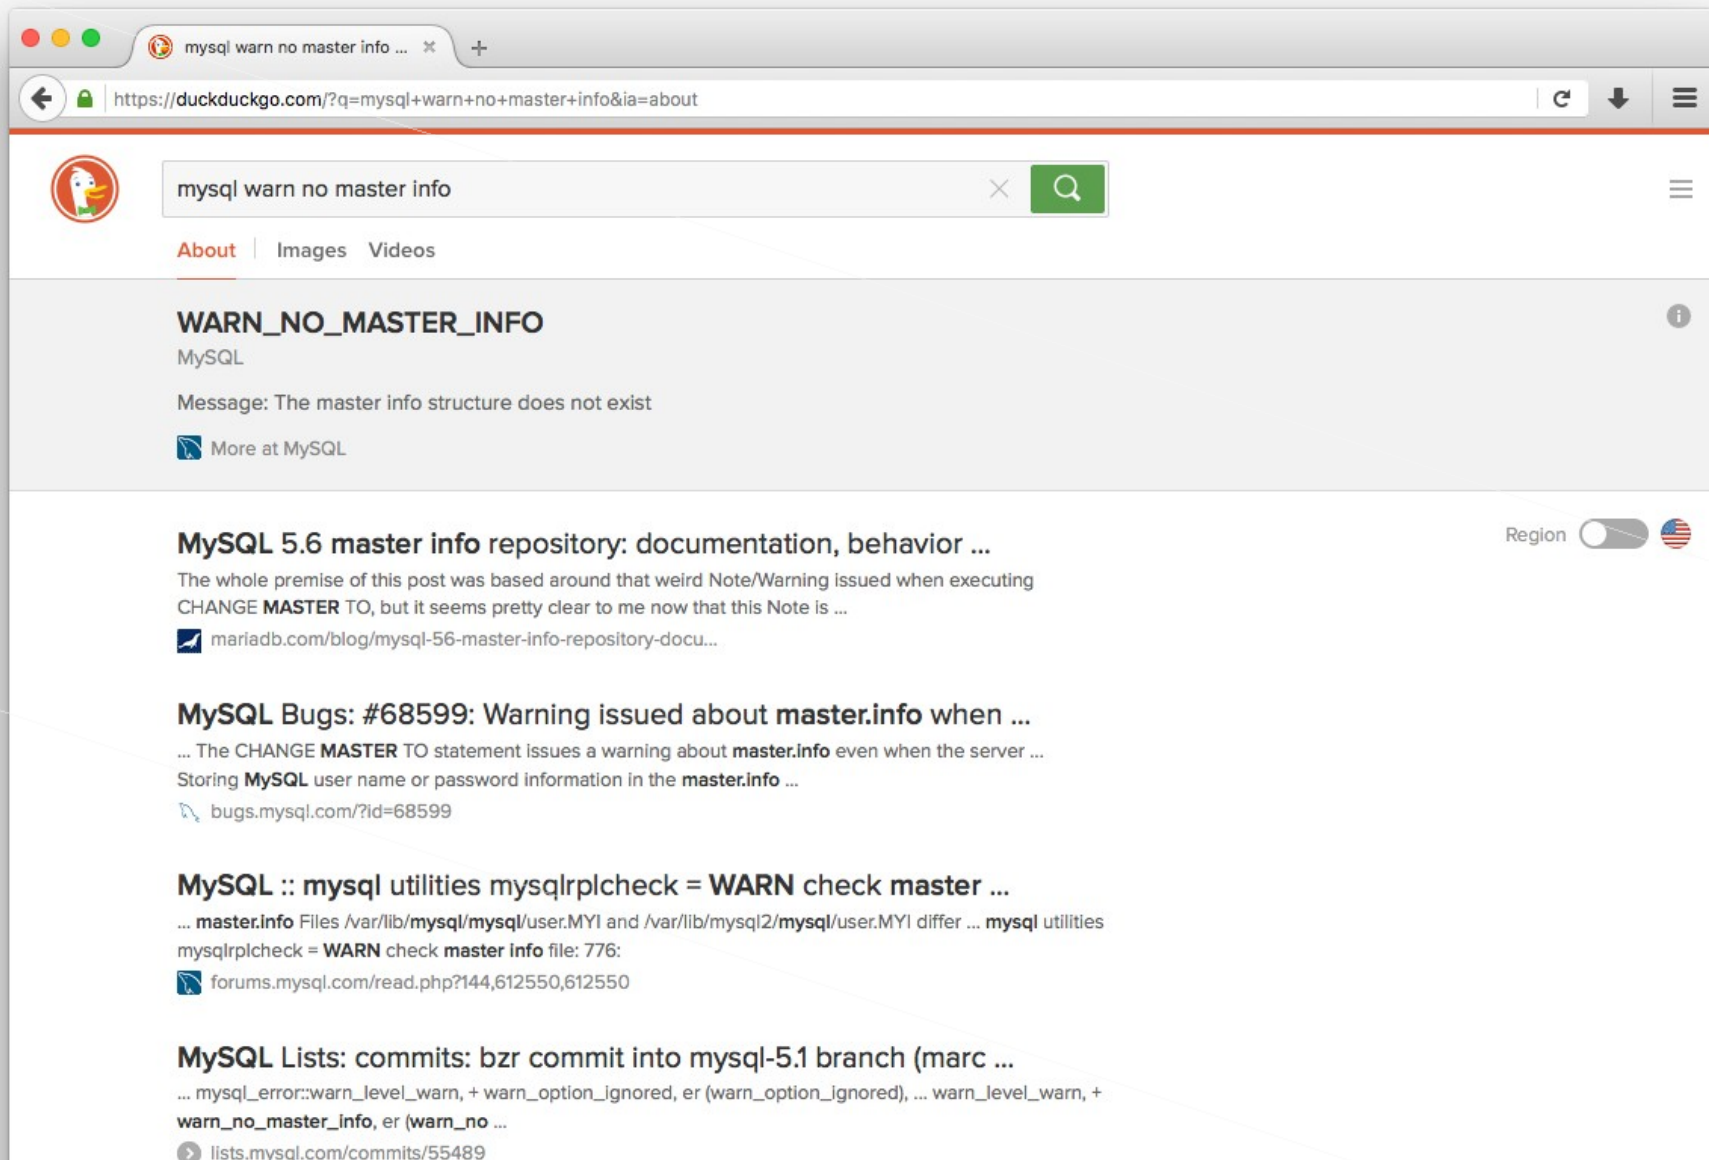 mysql warn no master info ...
https://duckduckgo.com/?q=mysql+warn+no+master+info&ia=about
mysql warn no master info
About Images Videos
WARN_NO_MASTER_INFO
MySQL
Message: The master info structure does not exist
More at MySQL
Region
MySQL 5.6 master info repository: documentation, behavior ...
The whole premise of this post was based around that weird Note/Warning issued when executing
CHANGE MASTER TO, but it seems pretty clear to me now that this Note is ...
mariadb.com/blog/mysql-56-master-info-repository-docu...
MySQL Bugs: #68599: Warning issued about master.info when ...
... The CHANGE MASTER TO statement issues a warning about master.info even when the server ...
Storing MySQL user name or password information in the master.info ...
bugs.mysql.com/?id=68599
MySQL :: mysql utilities mysqlrplcheck = WARN check master ...
... master.info Files /var/lib/mysql/mysql/user.MYI and /var/lib/mysql2/mysql/user.MYI differ ... mysql utilities
mysqlrplcheck = WARN check master info file: 776:
forums.mysql.com/read.php?144,612550,612550
MySQL Lists: commits: bzr commit into mysql-5.1 branch (marc ...
... mysql_error::warn_level_warn, + warn_option_ignored, er (warn_option_ignored), ... warn_level_warn, +
warn_no_master_info, er (warn_no ...
lists.mysql.com/commits/55489